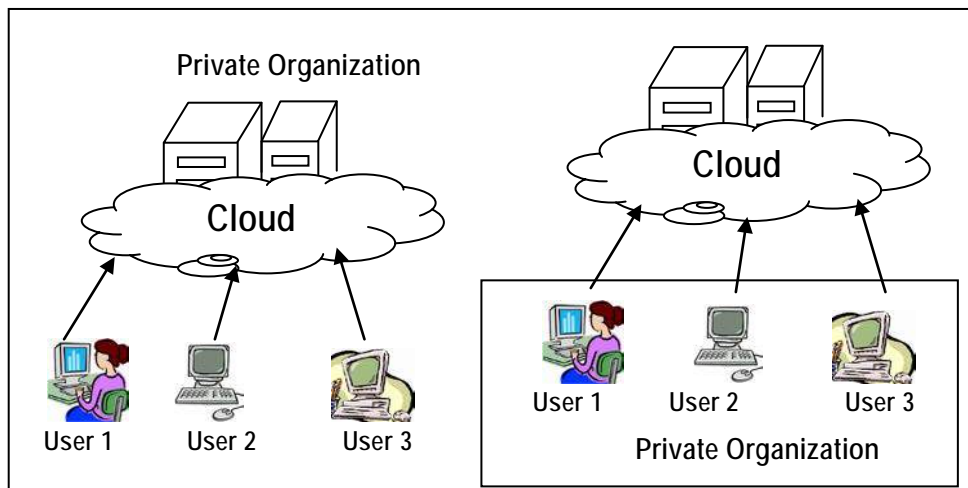 Private Organization
Cloud
User 1 User 2 User 3
Cloud
User 1 User 2 User 3
Private Organization